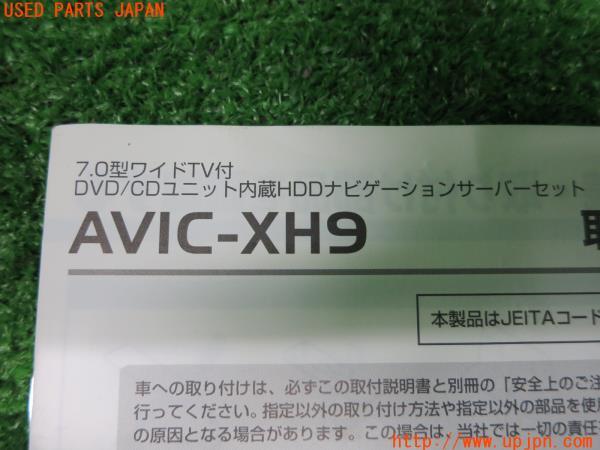 USED PARTS JAPAN
7.0型ワイドTV付
DVD/CDユニット内蔵HDDナビゲーションサーバーセット
AVIC-XH9
本製品はJEITAコード
車への取り付けは、必ずこの取付説明書と別冊の「安全上のご注
行ってください。指定以外の取り付け方法や指定以外の部品を使用
の原因となる場合があります。この場合は、当社では一切の責任を
http://www.upjpn.com